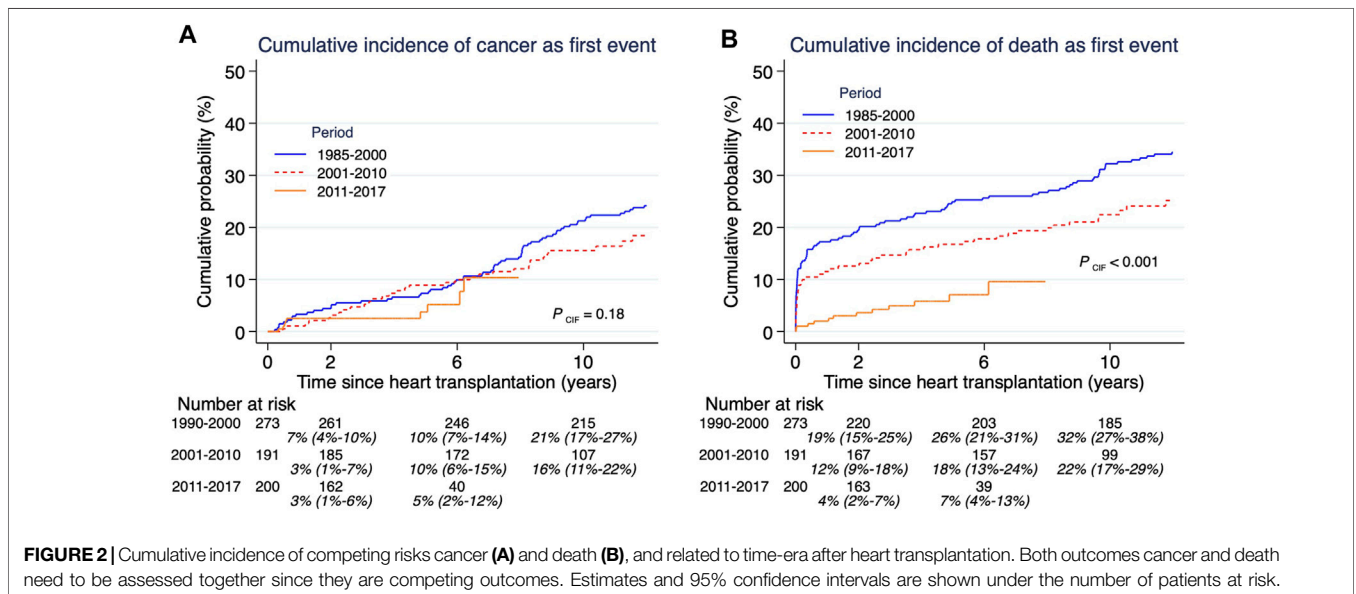 A
Cumulative incidence of cancer as first event
50
40
30
20
10
0
Cumulative probability (%)
Period
1985-2000
2001-2010
2011-2017
P CIF = 0.18
0 2 6 10
Time since heart transplantation (years)
Number at risk
1990-2000 273 261 246 215
7% (4%-10%) 10% (7%-14%) 21% (17%-27%)
2001-2010 191 185 172 107
3% (1%-7%) 10% (6%-15%) 16% (11%-22%)
2011-2017 200 162 40
3% (1%-6%) 5% (2%-12%)
B
Cumulative incidence of death as first event
50
40
30
20
10
0
Cumulative probability (%)
Period
1985-2000
2001-2010
2011-2017
P CIF < 0.001
0 2 6 10
Time since heart transplantation (years)
Number at risk
1990-2000 273 220 203 185
19% (15%-25%) 26% (21%-31%) 32% (27%-38%)
2001-2010 191 167 157 99
12% (9%-18%) 18% (13%-24%) 22% (17%-29%)
2011-2017 200 163 39
4% (2%-7%) 7% (4%-13%)
FIGURE 2 | Cumulative incidence of competing risks cancer (A) and death (B), and related to time-era after heart transplantation. Both outcomes cancer and death
need to be assessed together since they are competing outcomes. Estimates and 95% confidence intervals are shown under the number of patients at risk.